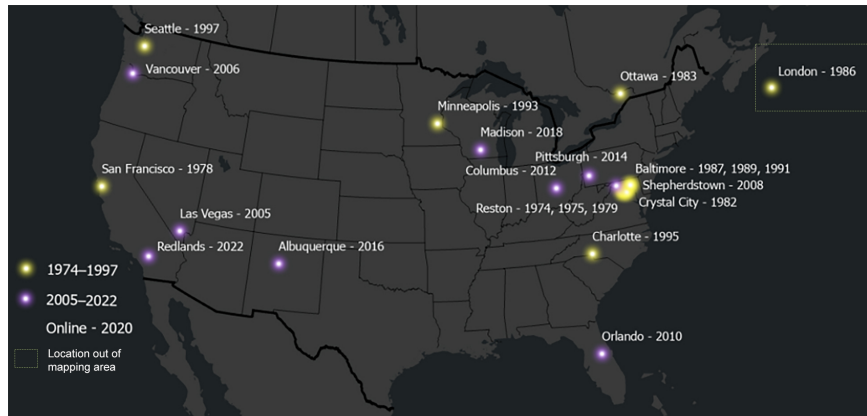 Seattle - 1997
Vancouver - 2006
Ottawa - 1983
London - 1986
Minneapolis - 1993
Madison - 2018
Pittsburgh - 2014
Columbus - 2012
Baltimore - 1987, 1989, 1991
Shepherdstown - 2008
Crystal City - 1982
San Francisco - 1978
Reston - 1974, 1975, 1979
Las Vegas - 2005
Redlands - 2022
Albuquerque - 2016
Charlotte - 1995
Orlando - 2010
1974–1997
2005–2022
Online - 2020
Location out of
mapping area